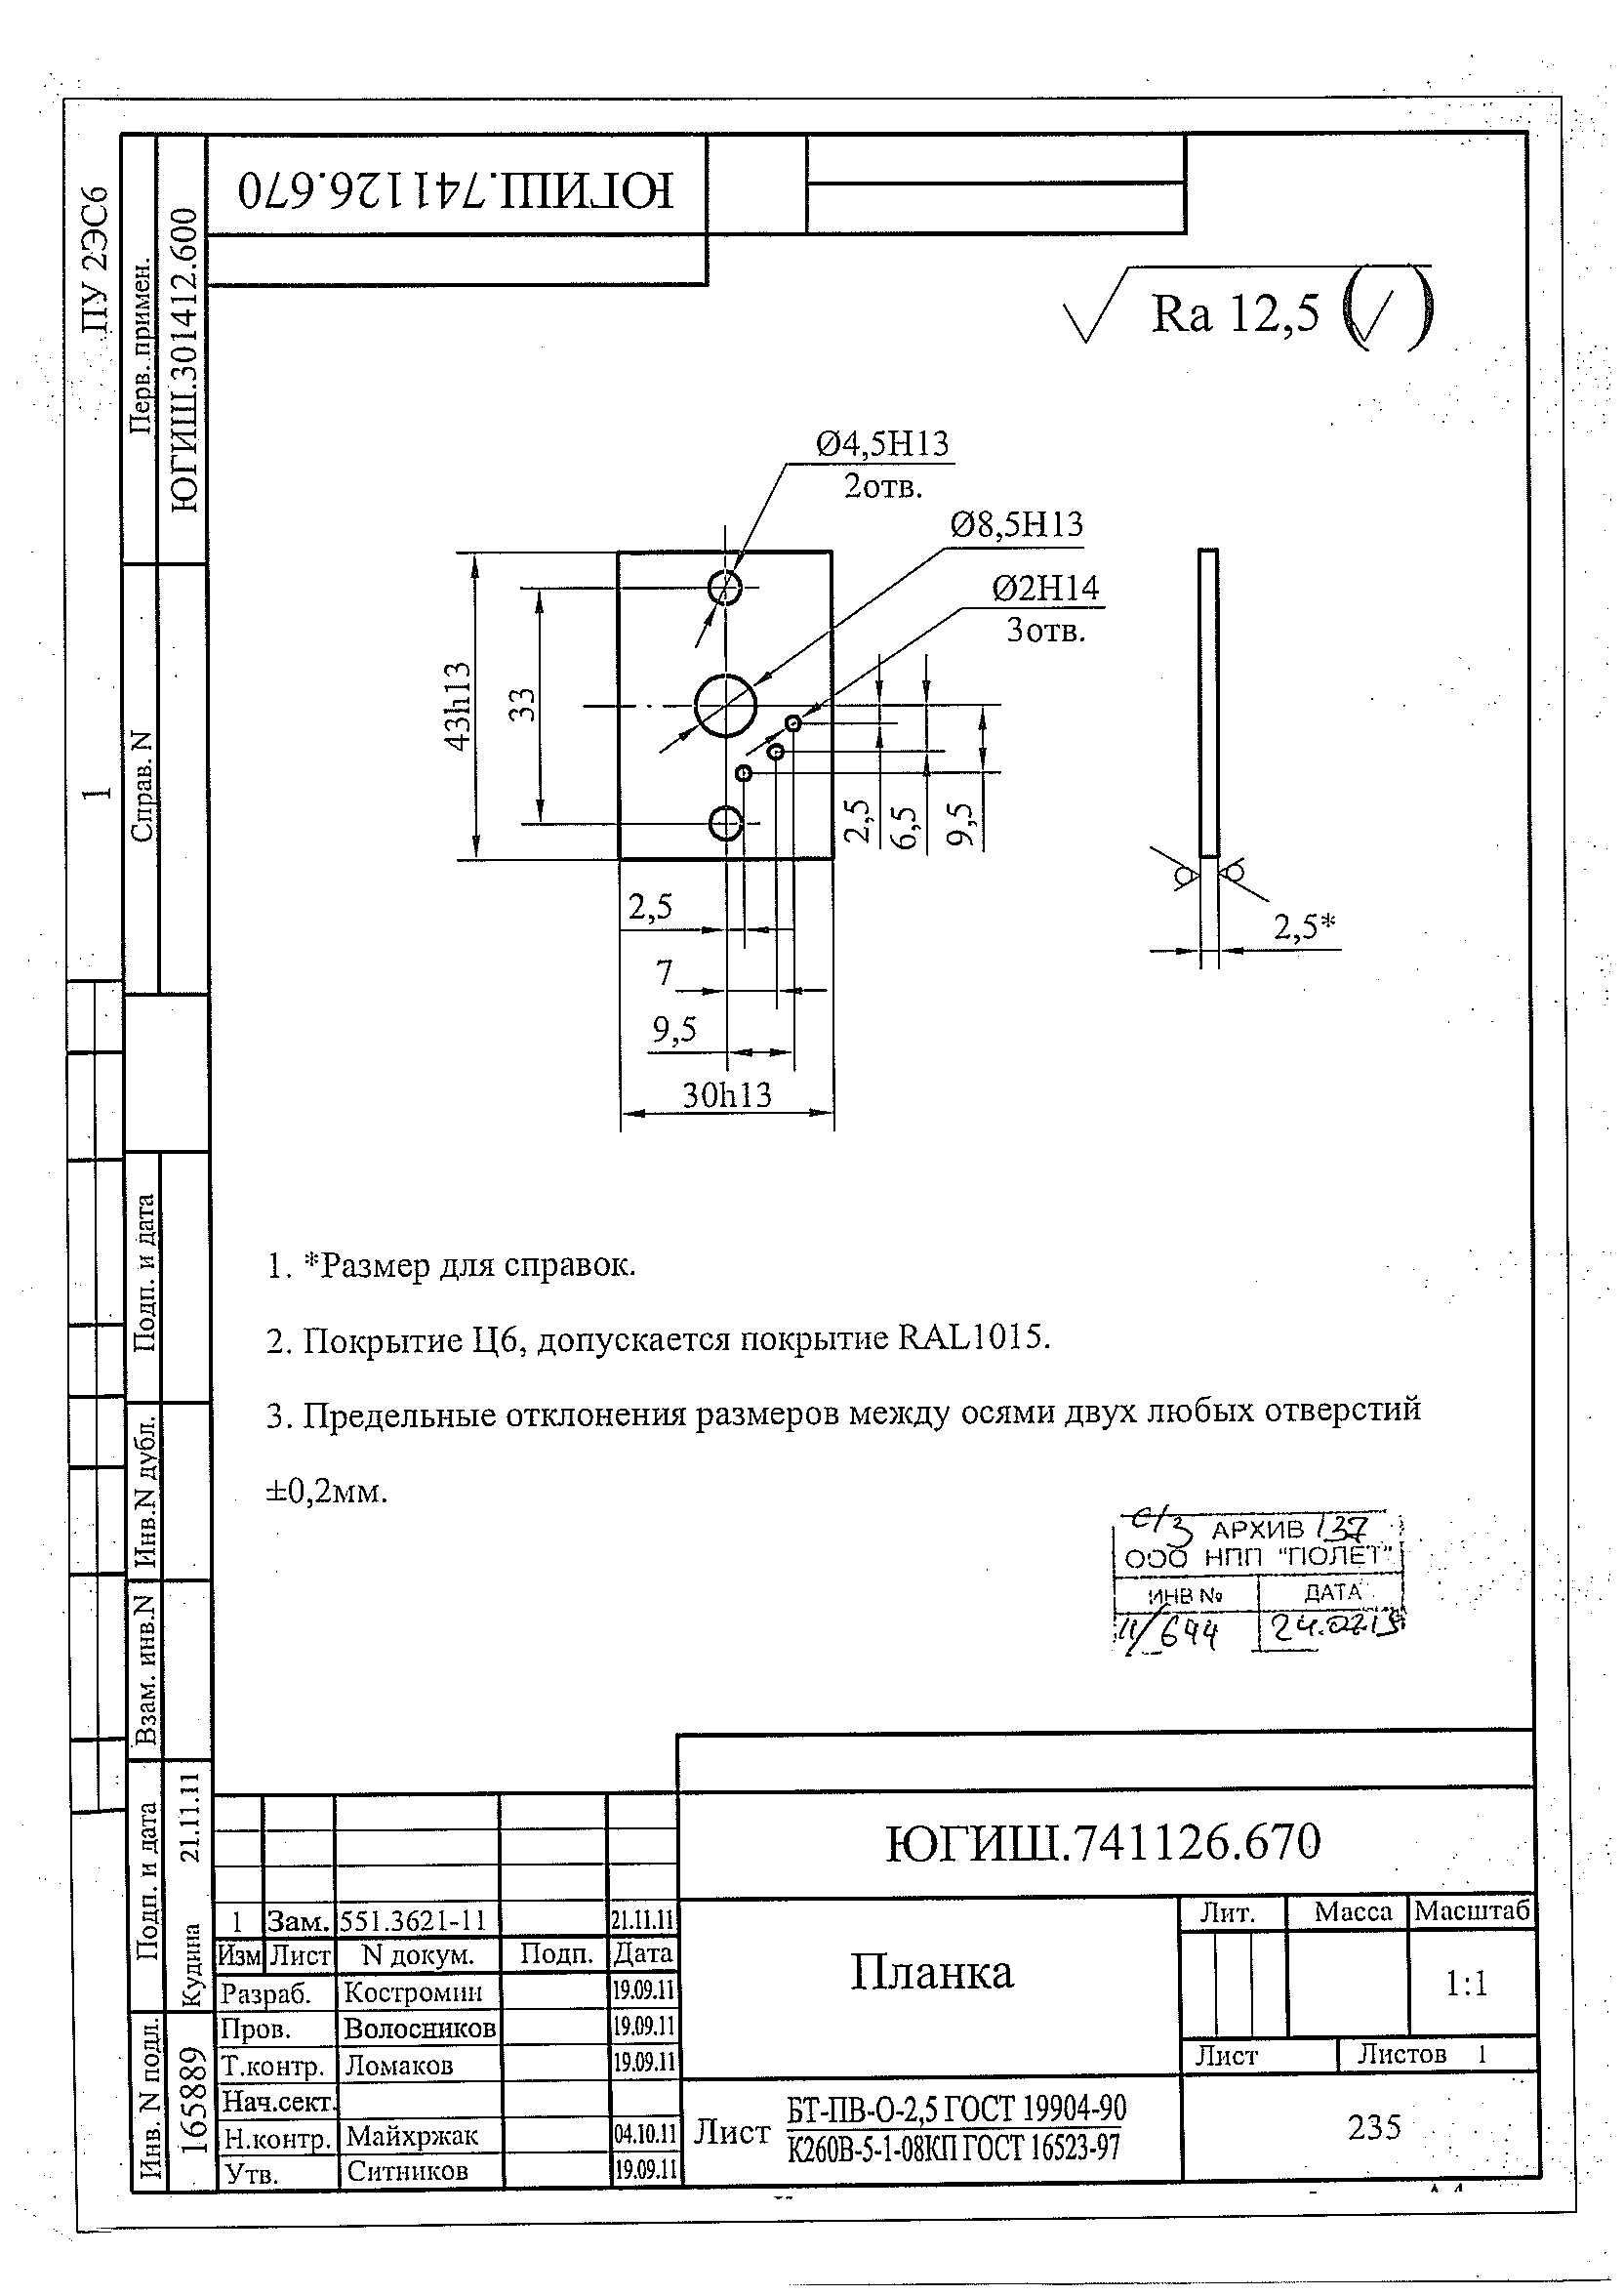 ПУ 2ЭС6
1
Перв. примен.
ЮГИШ.301412.600
Справ. N
Подп. и дата
Инв.N дубл.
Взам. инв.N
Подп. и дата
Кудина 21.11.11
Инв. N подл.
165889
ЮГИШ.741126.670
Ra 12,5
Ø4,5H13
2отв.
Ø8,5H13
Ø2H14
3отв.
43h13
33
2,5
6,5
9,5
2,5
7
9,5
30h13
2,5*
1. *Размер для справок.
2. Покрытие Ц6, допускается покрытие RAL1015.
3. Предельные отклонения размеров между осями двух любых отверстий
±0,2мм.
с/з АРХИВ 137
ООО НПП "ПОЛЕТ"
ИНВ № ДАТА
11/644
ЮГИШ.741126.670
1 Зам. 551.3621-11 21.11.11
Изм Лист N докум. Подп. Дата
Разраб. Костромин 19.09.11
Пров. Волосников 19.09.11
Т.контр. Ломаков 19.09.11
Нач.сект.
Н.контр. Майхржак 04.10.11
Утв. Ситников 19.09.11
Планка
Лит. Масса Масштаб
1:1
Лист Листов 1
Лист БТ-ПВ-О-2,5 ГОСТ 19904-90
К260В-5-1-08КП ГОСТ 16523-97
235